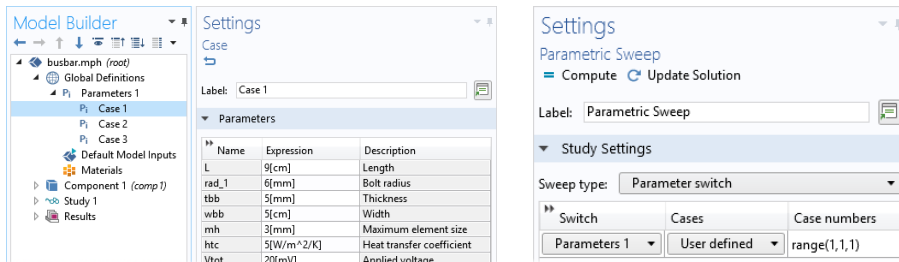 Model Builder
busbar.mph (root)
Global Definitions
Pi Parameters 1
Pi Case 1
Pi Case 2
Pi Case 3
Default Model Inputs
Materials
Component 1 (comp1)
Study 1
Results
Settings
Case
Label: Case 1
Parameters
Name Expression Description
L 9[cm] Length
rad_1 6[mm] Bolt radius
tbb 5[mm] Thickness
wbb 5[cm] Width
mh 3[mm] Maximum element size
htc 5[W/m^2/K] Heat transfer coefficient
Vtot 20[mV] Applied voltage
Settings
Parametric Sweep
= Compute Update Solution
Label: Parametric Sweep
Study Settings
Sweep type: Parameter switch
Switch Cases Case numbers
Parameters 1 User defined range(1,1,1)